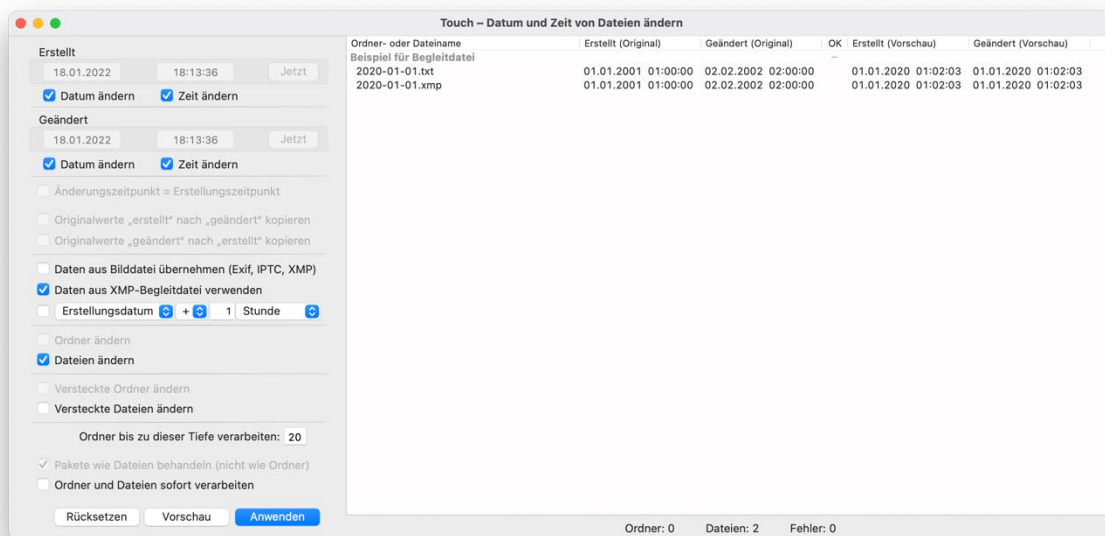 Touch – Datum und Zeit von Dateien ändern
Erstellt
18.01.2022 18:13:36 Jetzt
Datum ändern Zeit ändern
Geändert
18.01.2022 18:13:36 Jetzt
Datum ändern Zeit ändern
Änderungszeitpunkt = Erstellungszeitpunkt
Originalwerte „erstellt“ nach „geändert“ kopieren
Originalwerte „geändert“ nach „erstellt“ kopieren
Daten aus Bilddatei übernehmen (Exif, IPTC, XMP)
Daten aus XMP-Begleitdatei verwenden
Erstellungsdatum + 1 Stunde
Ordner ändern
Dateien ändern
Versteckte Ordner ändern
Versteckte Dateien ändern
Ordner bis zu dieser Tiefe verarbeiten: 20
Pakete wie Dateien behandeln (nicht wie Ordner)
Ordner und Dateien sofort verarbeiten
Rücksetzen Vorschau Anwenden
Ordner- oder Dateiname Erstellt (Original) Geändert (Original) OK Erstellt (Vorschau) Geändert (Vorschau)
Beispiel für Begleitdatei –
2020-01-01.txt 01.01.2001 01:00:00 02.02.2002 02:00:00 01.01.2020 01:02:03 01.01.2020 01:02:03
2020-01-01.xmp 01.01.2001 01:00:00 02.02.2002 02:00:00 01.01.2020 01:02:03 01.01.2020 01:02:03
Ordner: 0 Dateien: 2 Fehler: 0